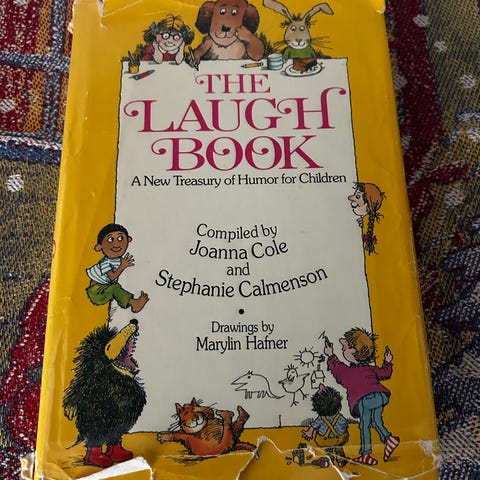 THE
LAUGH
BOOK
A New Treasury of Humor for Children
Compiled by
Joanna Cole
and
Stephanie Calmenson
•
Drawings by
Marylin Hafner